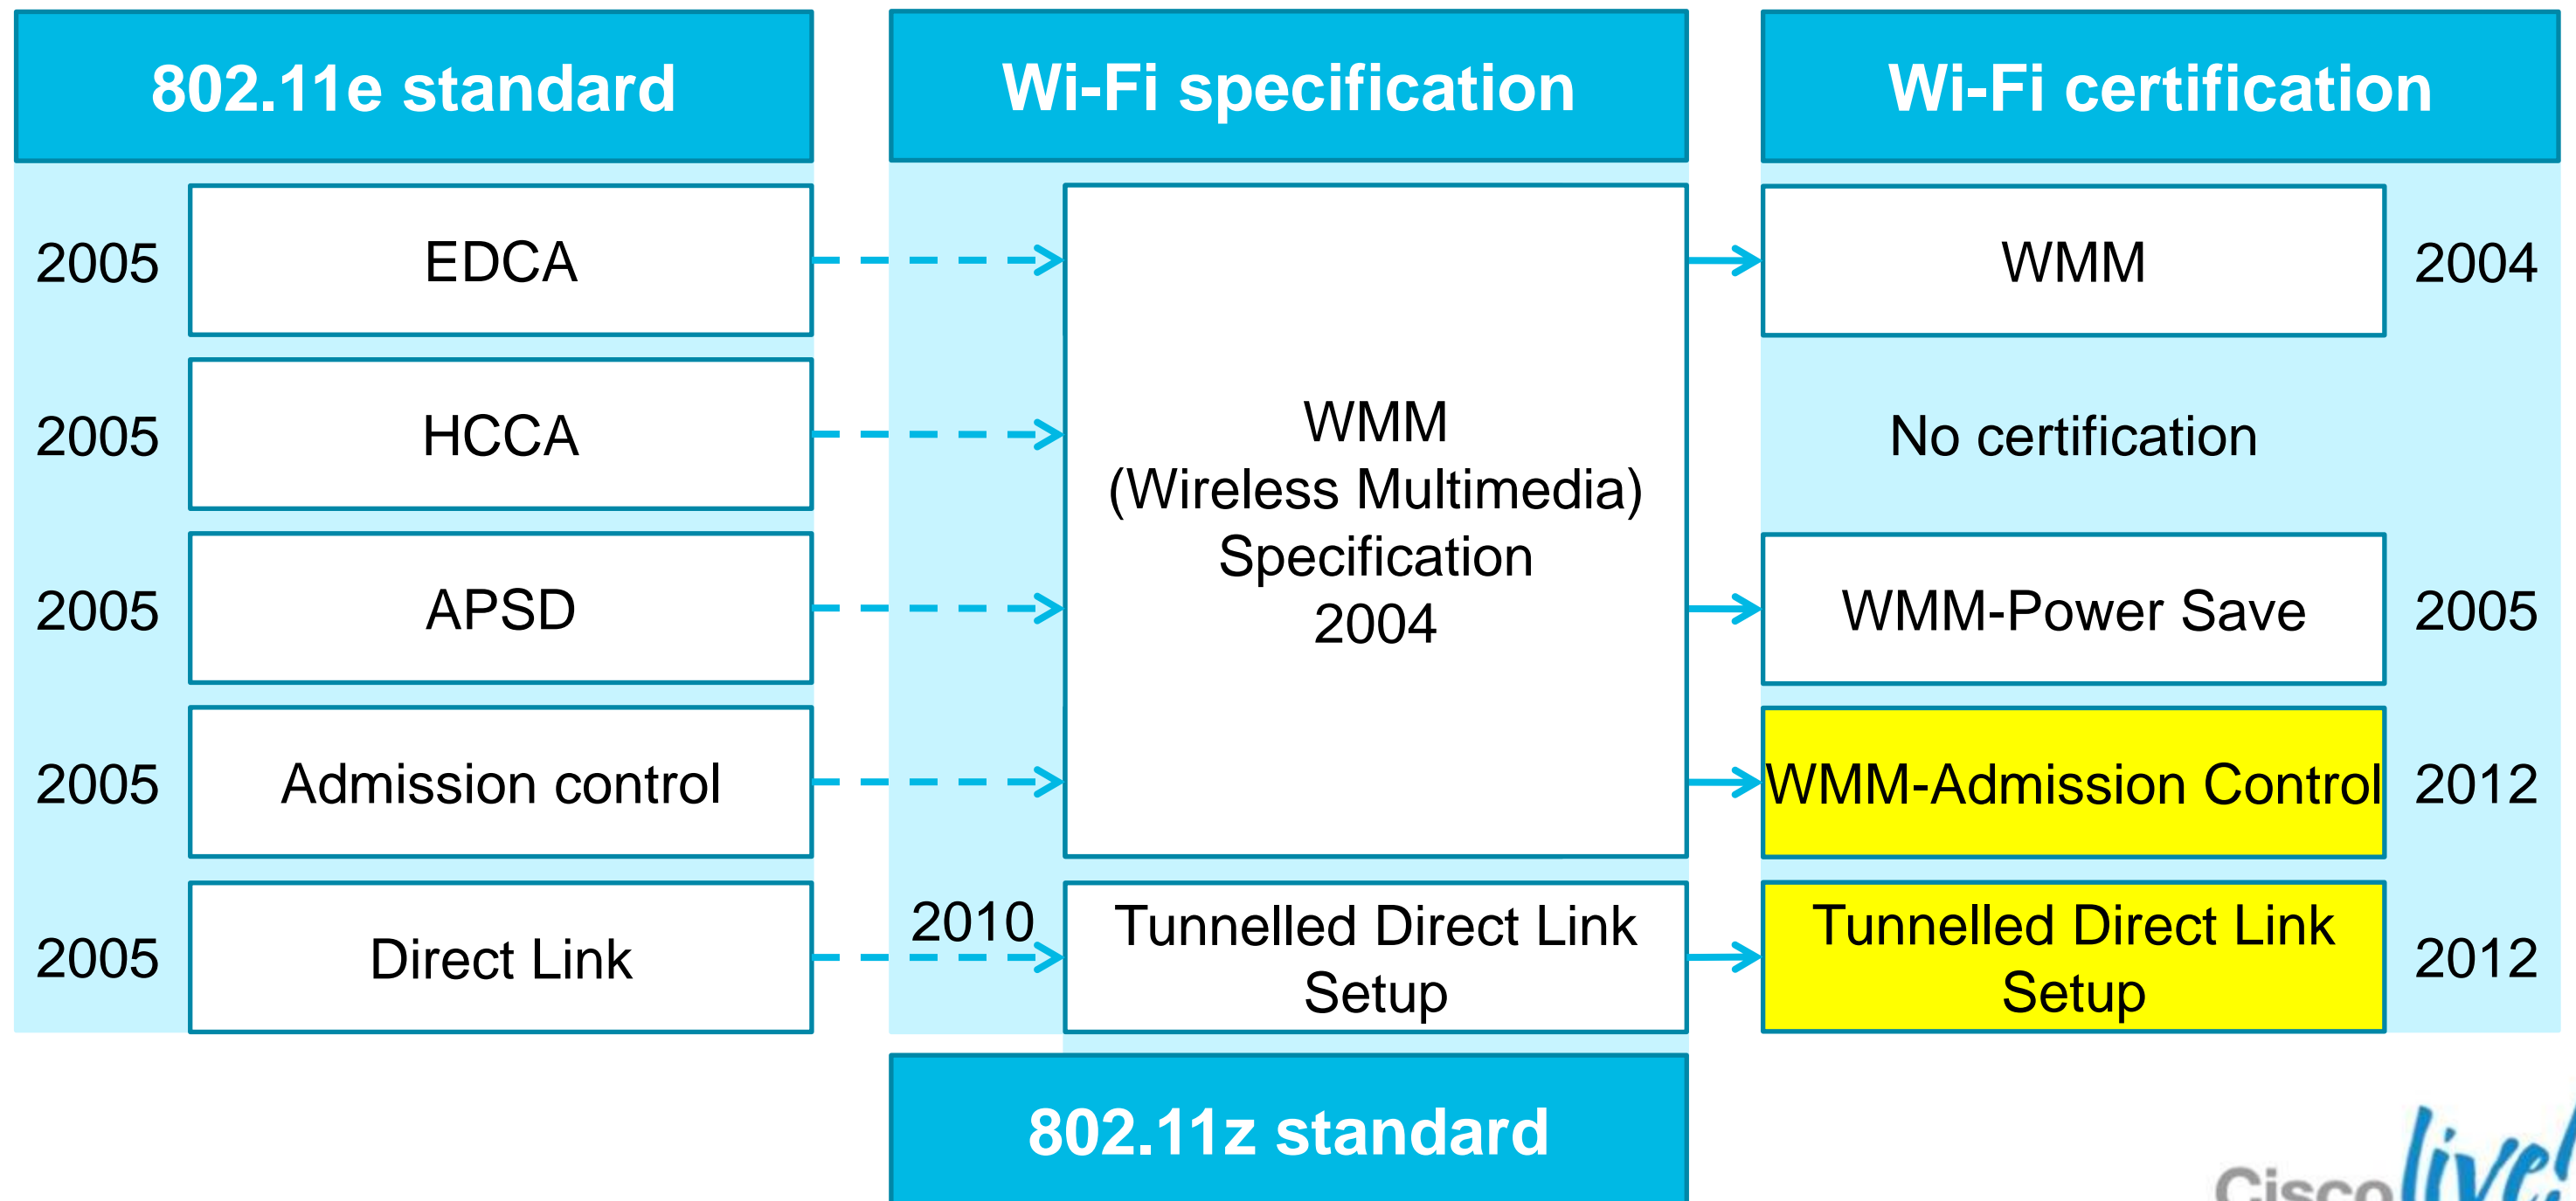 802.11e standard
Wi-Fi specification
Wi-Fi certification
2005
EDCA
WMM
2004
2005
HCCA
No certification
WMM
(Wireless Multimedia)
Specification
2004
2005
APSD
WMM-Power Save
2005
2005
Admission control
WMM-Admission Control
2012
2005
Direct Link
2010
Tunnelled Direct Link
Setup
Tunnelled Direct Link
Setup
2012
802.11z standard
Cisco live!